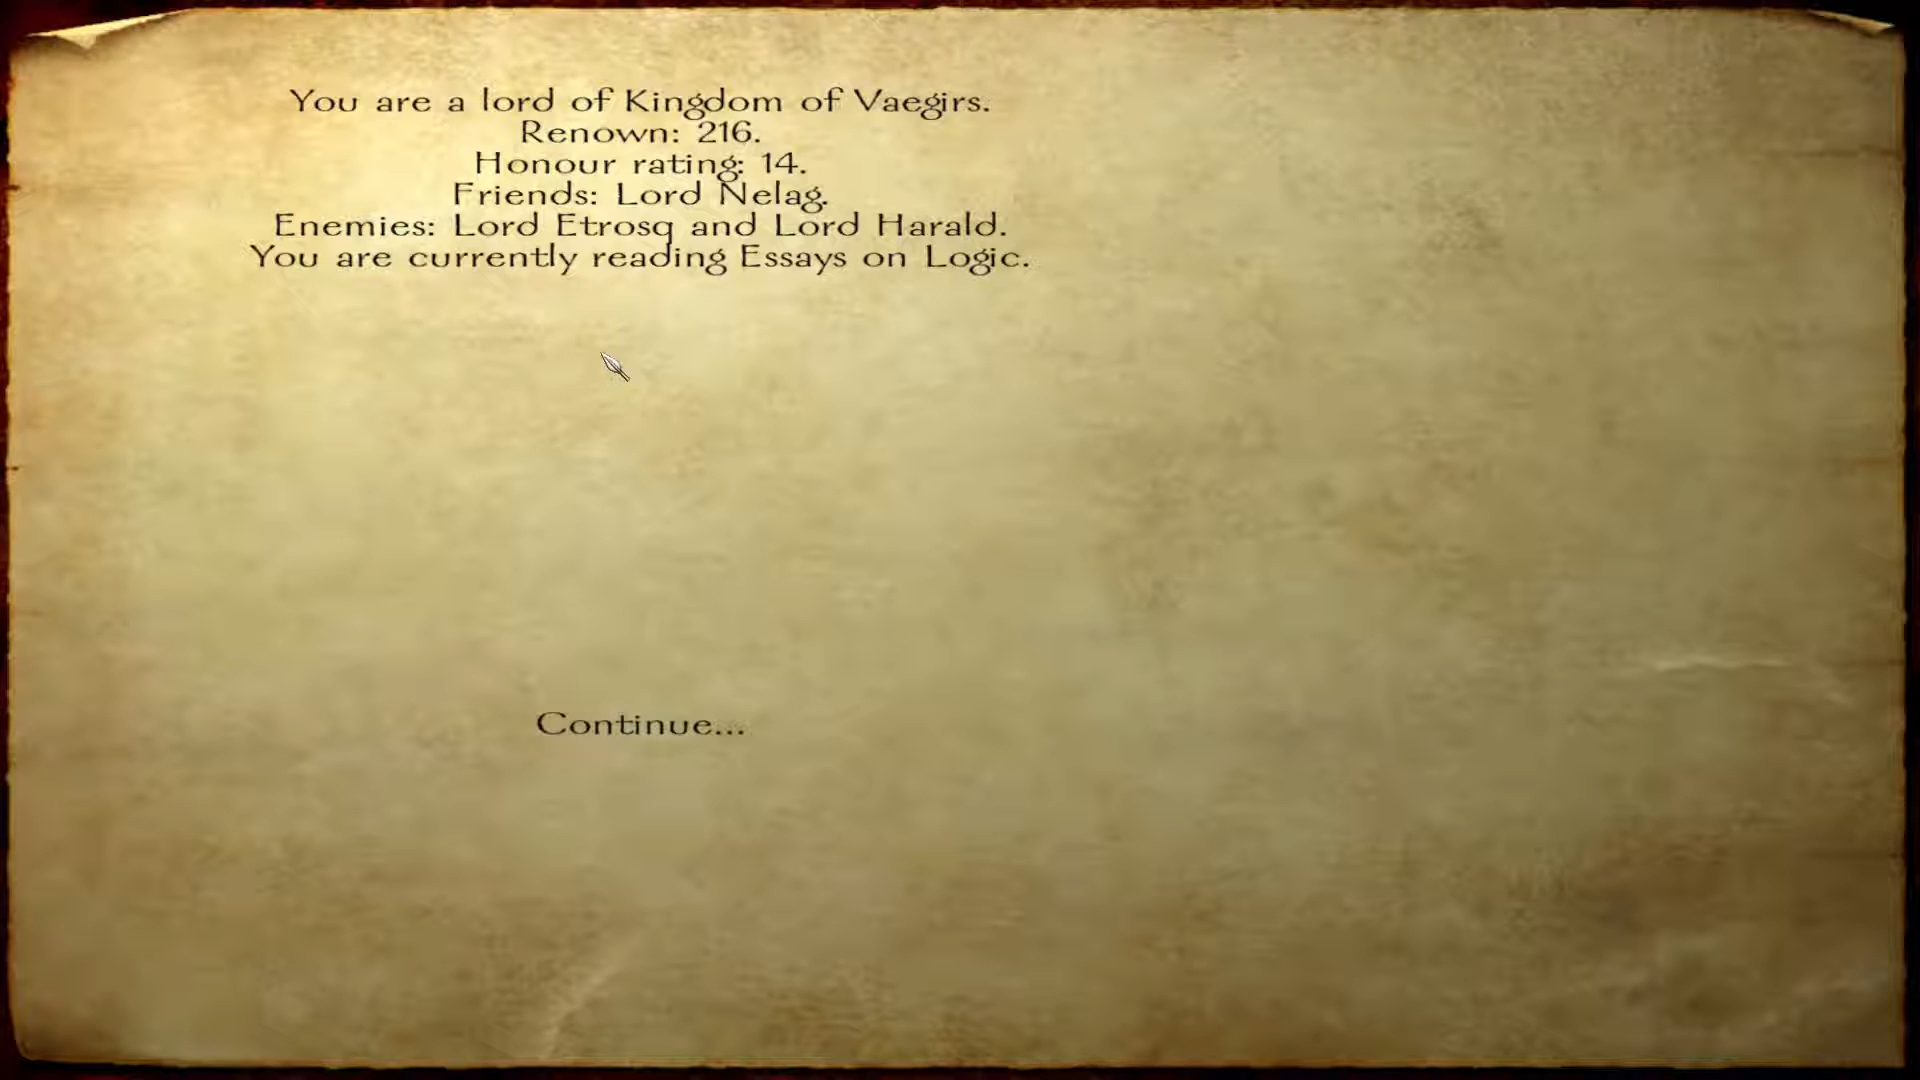 You are a lord of Kingdom of Vaegirs.
Renown: 216.
Honour rating: 14.
Friends: Lord Nelag.
Enemies: Lord Etrosq and Lord Harald.
You are currently reading Essays on Logic.
Continue...